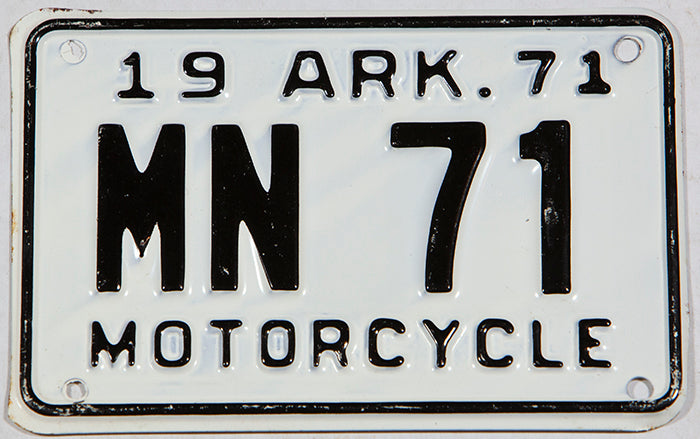 19 ARK. 71
MN 71
MOTORCYCLE